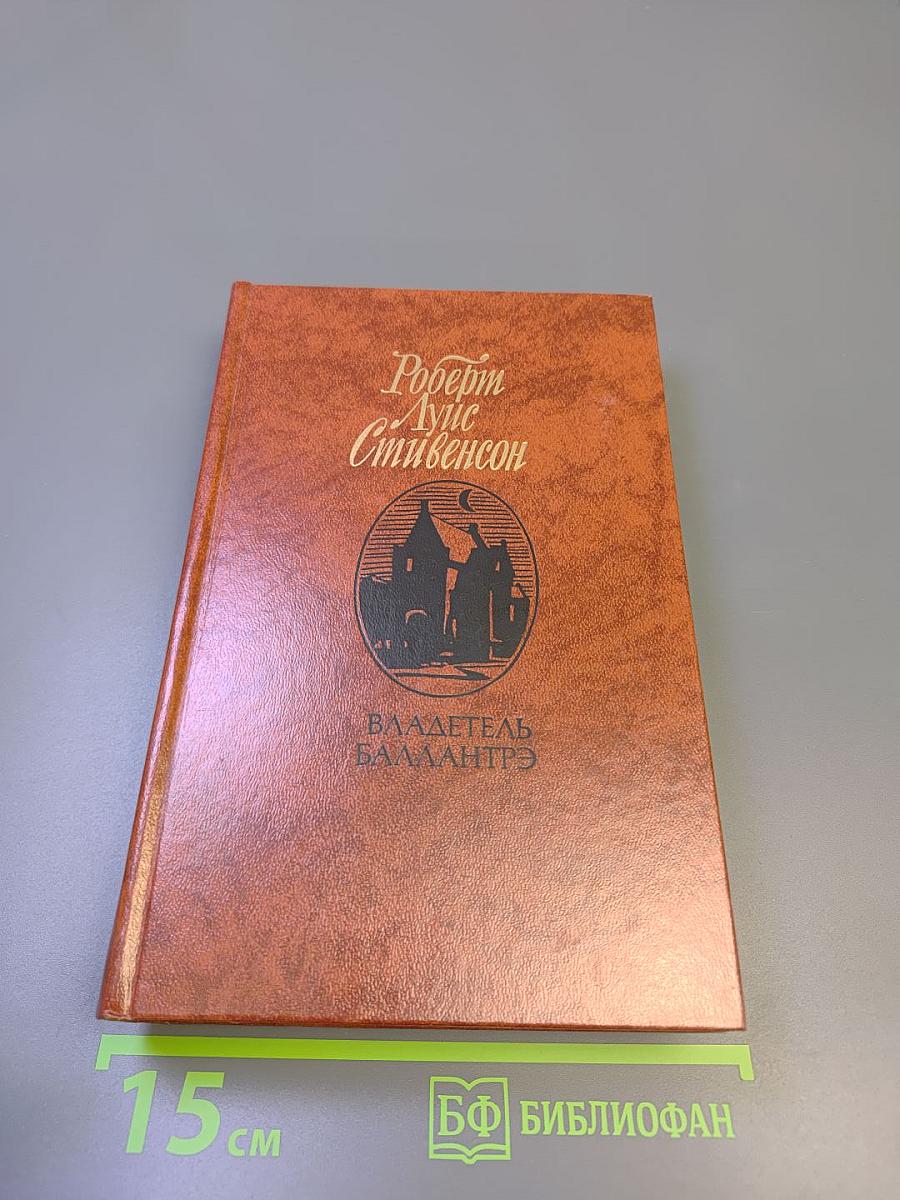 Роберт
Луис
Стивенсон
ВЛАДЕТЕЛЬ
БАЛЛАНТРЭ
15 см
БФ БИБЛИОФАН